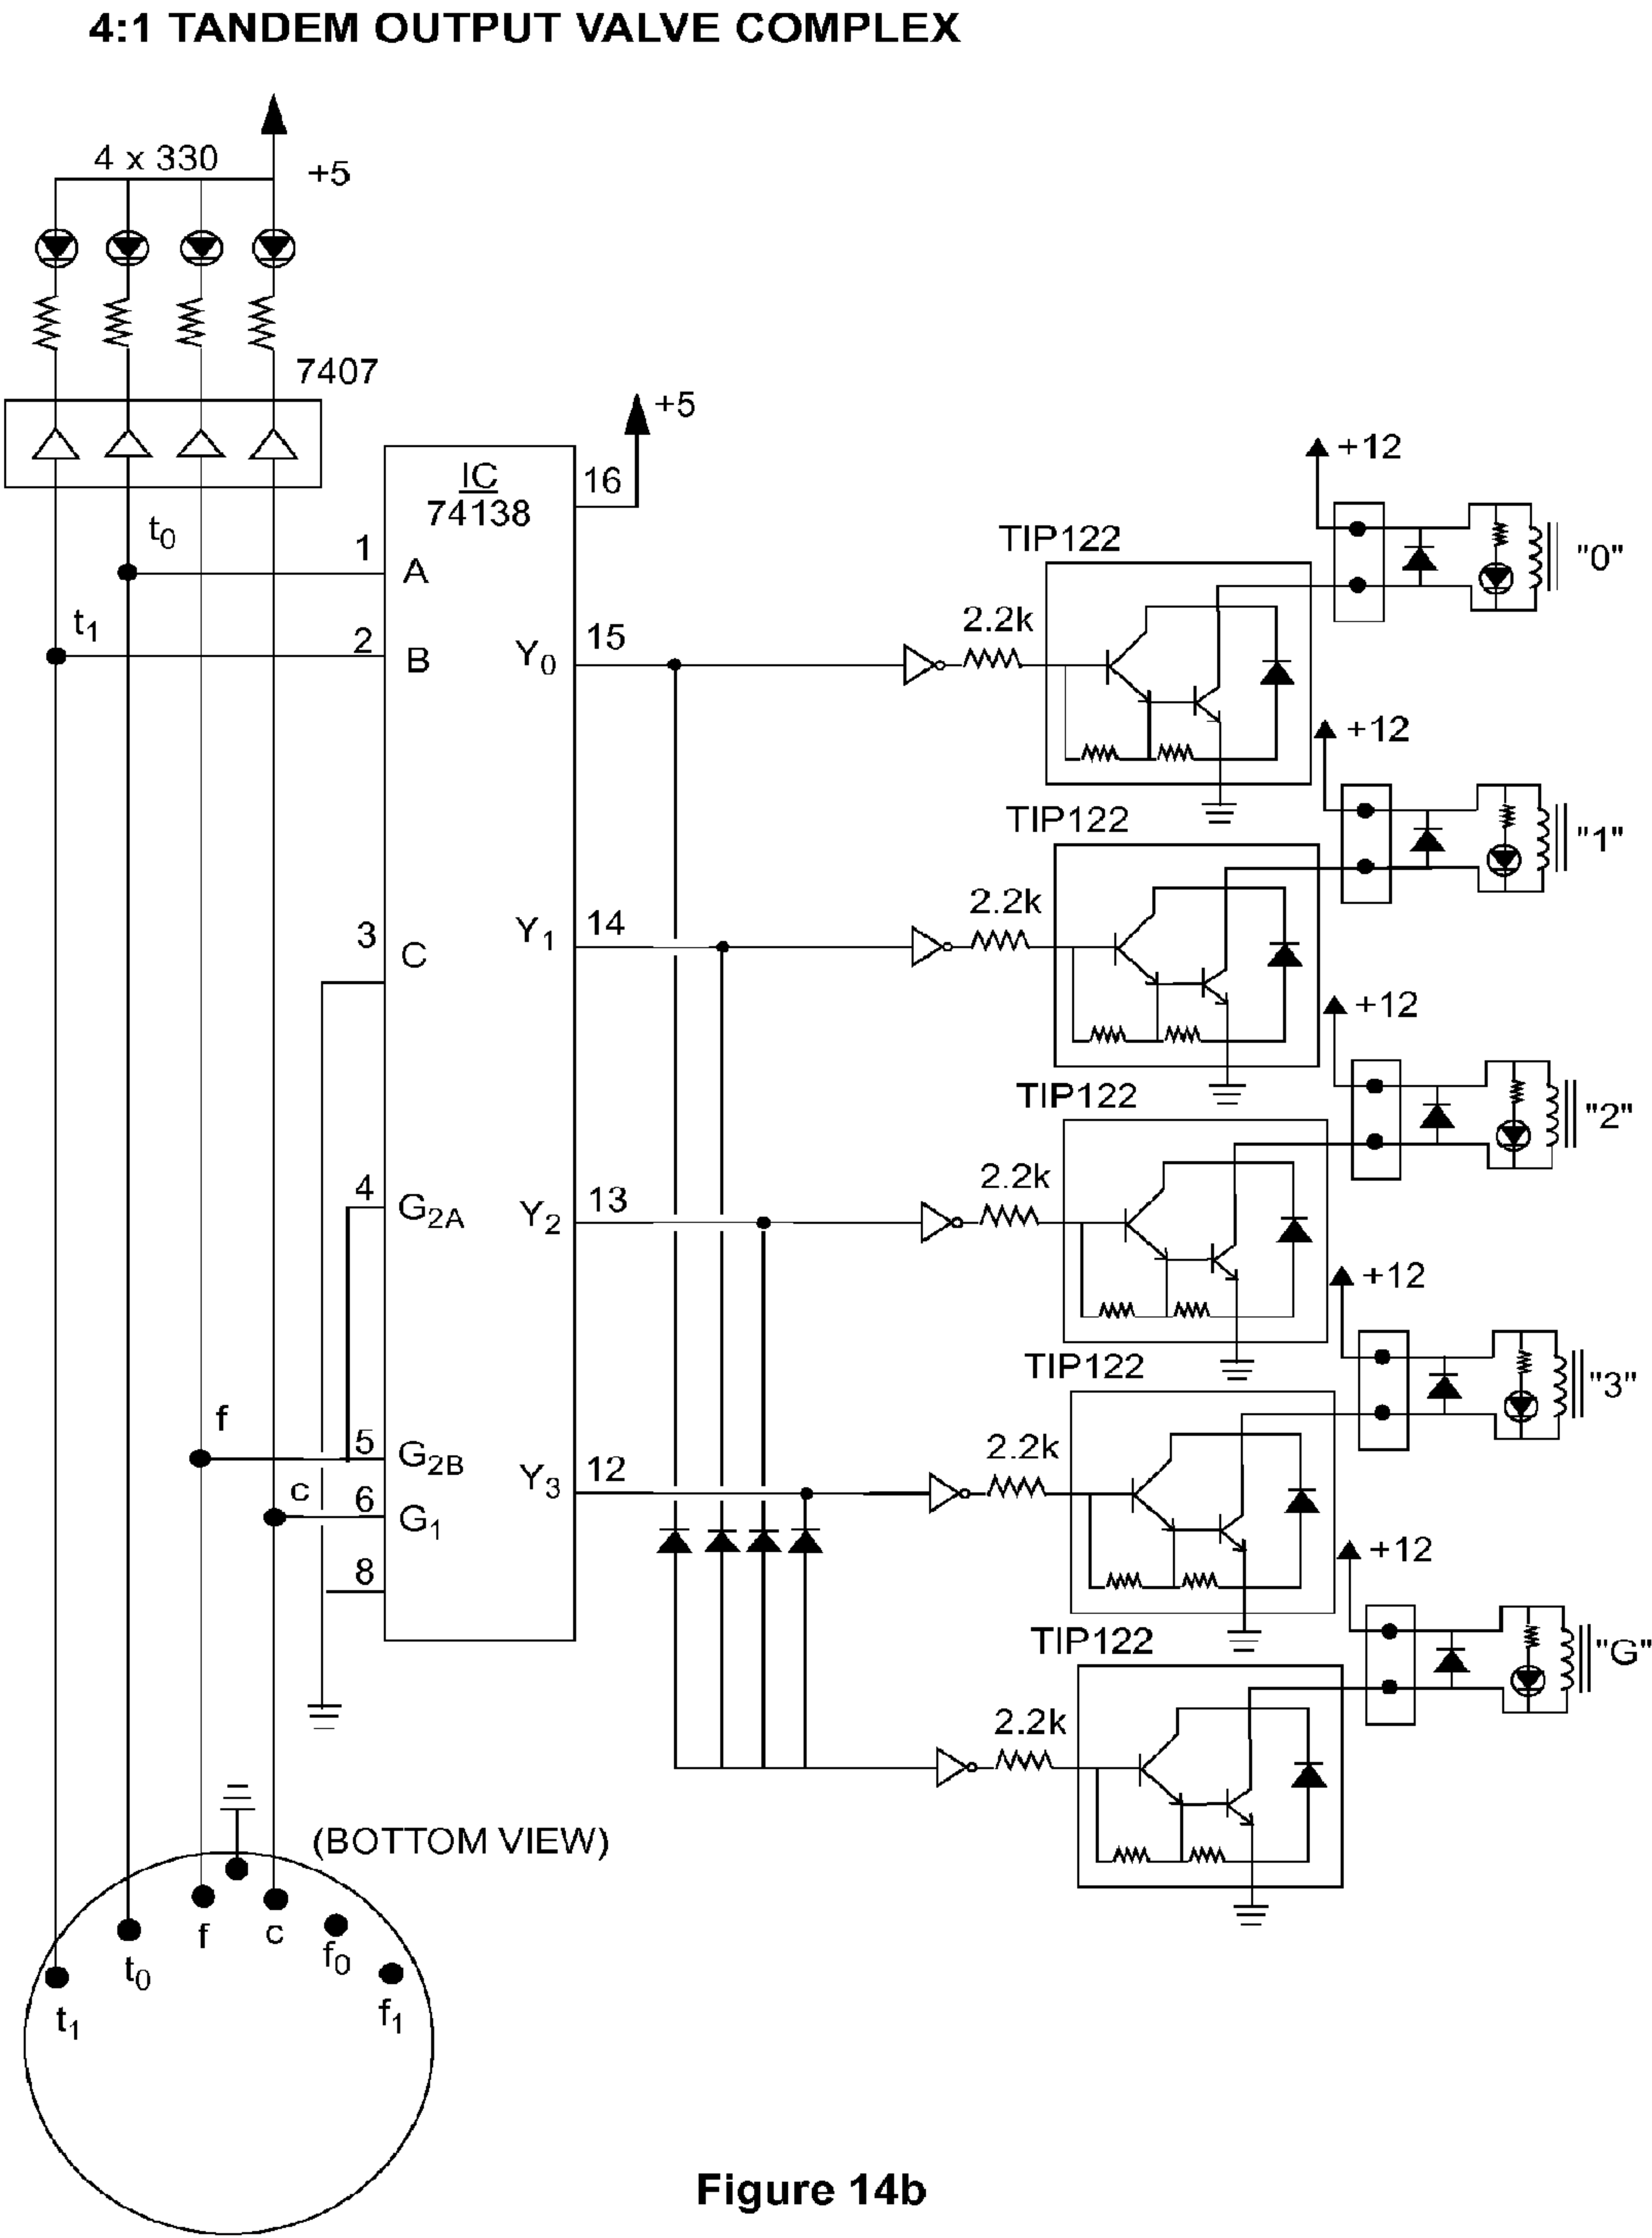 4:1 TANDEM OUTPUT VALVE COMPLEX
4 x 330
+5
7407
+5
IC
74138
16
+12
"0"
TIP122
t0
1
A
t1
2
B
Y0
15
2.2k
+12
"1"
TIP122
3
C
Y1
14
2.2k
+12
"2"
TIP122
4
G2A
Y2
13
2.2k
+12
"3"
TIP122
f
5
G2B
Y3
12
2.2k
c
6
G1
8
+12
"G"
TIP122
2.2k
(BOTTOM VIEW)
f
c
t0
f0
t1
f1
Figure 14b